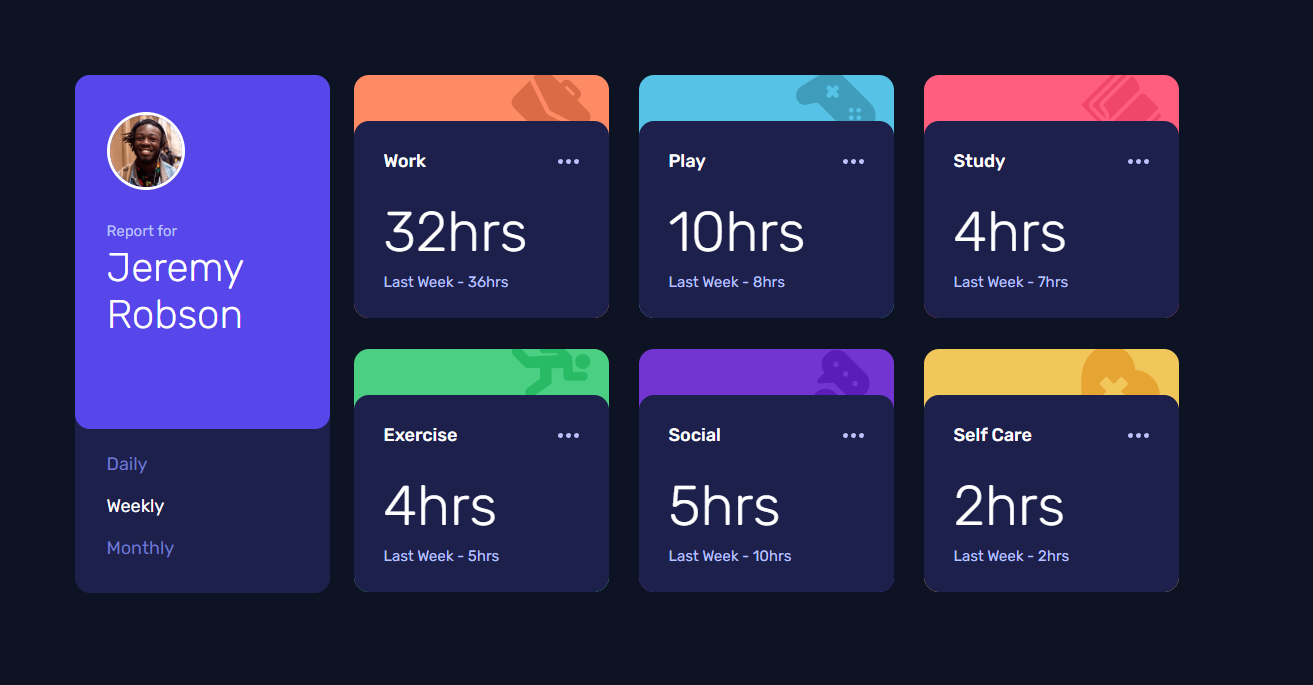 Report for
Jeremy
Robson
Daily
Weekly
Monthly
Work
32hrs
Last Week - 36hrs
Play
10hrs
Last Week - 8hrs
Study
4hrs
Last Week - 7hrs
Exercise
4hrs
Last Week - 5hrs
Social
5hrs
Last Week - 10hrs
Self Care
2hrs
Last Week - 2hrs